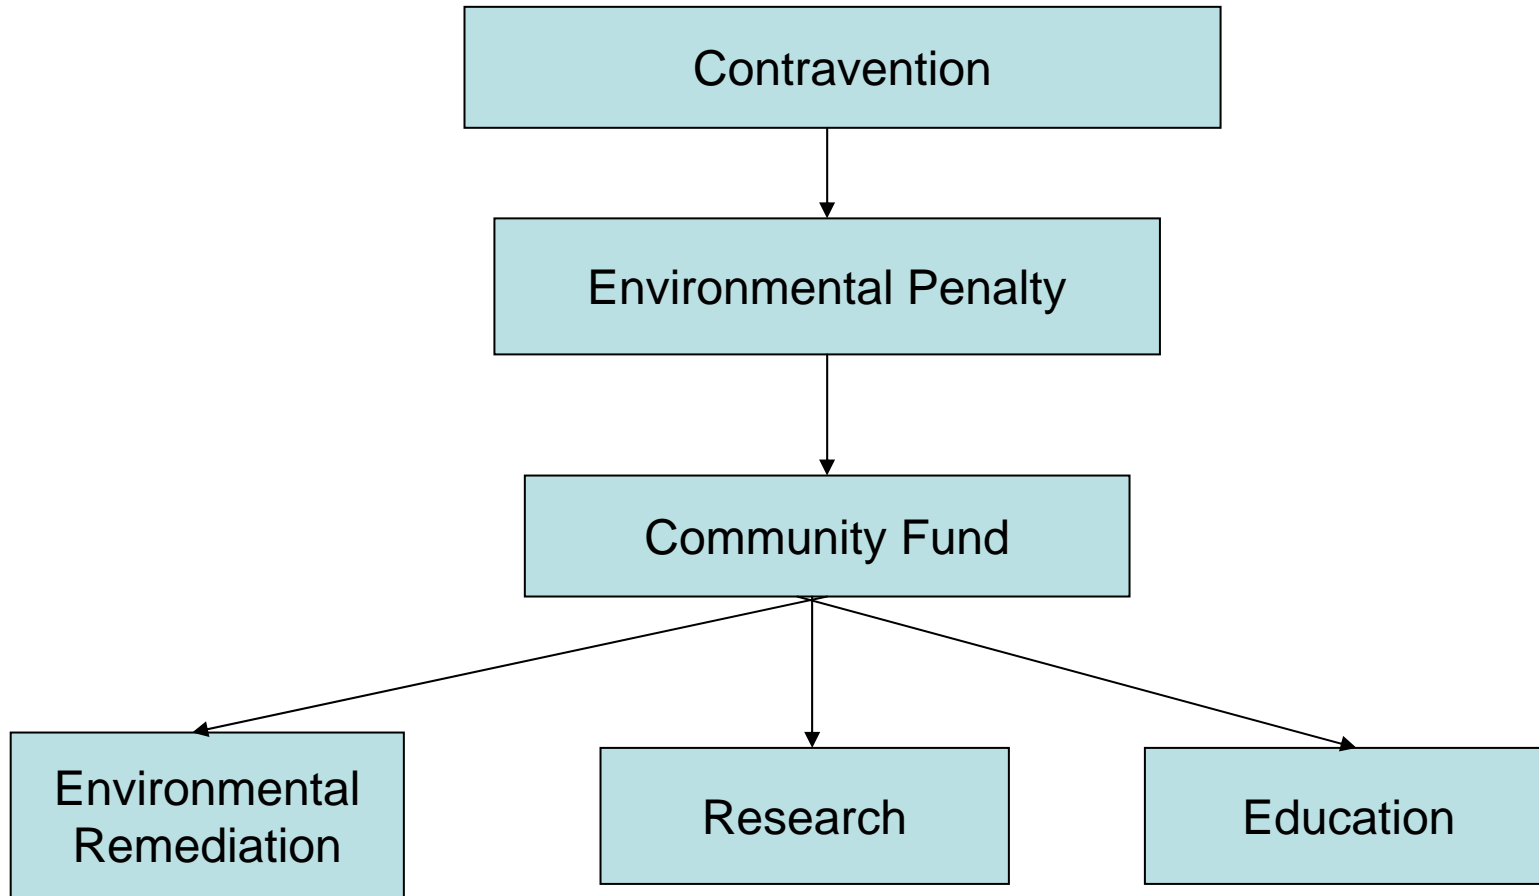 Contravention
Environmental Penalty
Community Fund
Environmental
Remediation
Research
Education